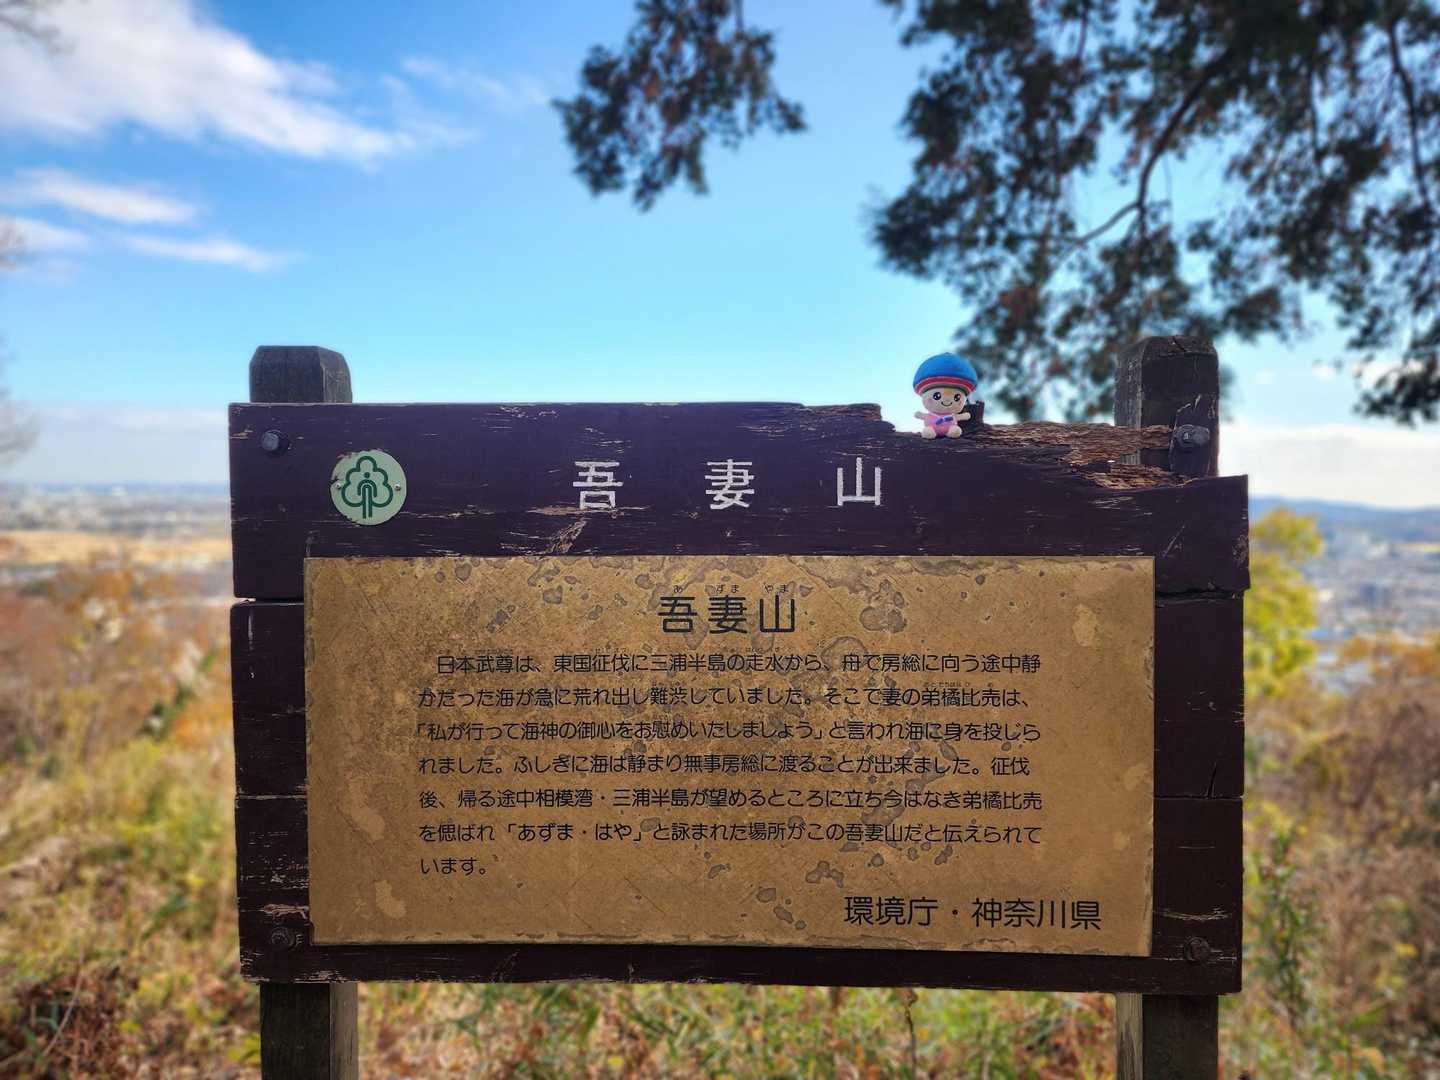 吾妻山
あずまやま
吾妻山
日本武尊は、東国征伐に三浦半島の走水から、舟で房総に向う途中静
かだった海が急に荒れ出し難渋していました。そこで妻の弟橘比売は、
「私が行って海神の御心をお慰めいたしましょう」と言われ海に身を投じら
れました。ふしぎに海は静まり無事房総に渡ることが出来ました。征伐
後、帰る途中相模湾・三浦半島が望めるところに立ち今はなき弟橘比売
を偲ばれ「あずま・はや」と詠まれた場所がこの吾妻山だと伝えられて
います。
環境庁・神奈川県